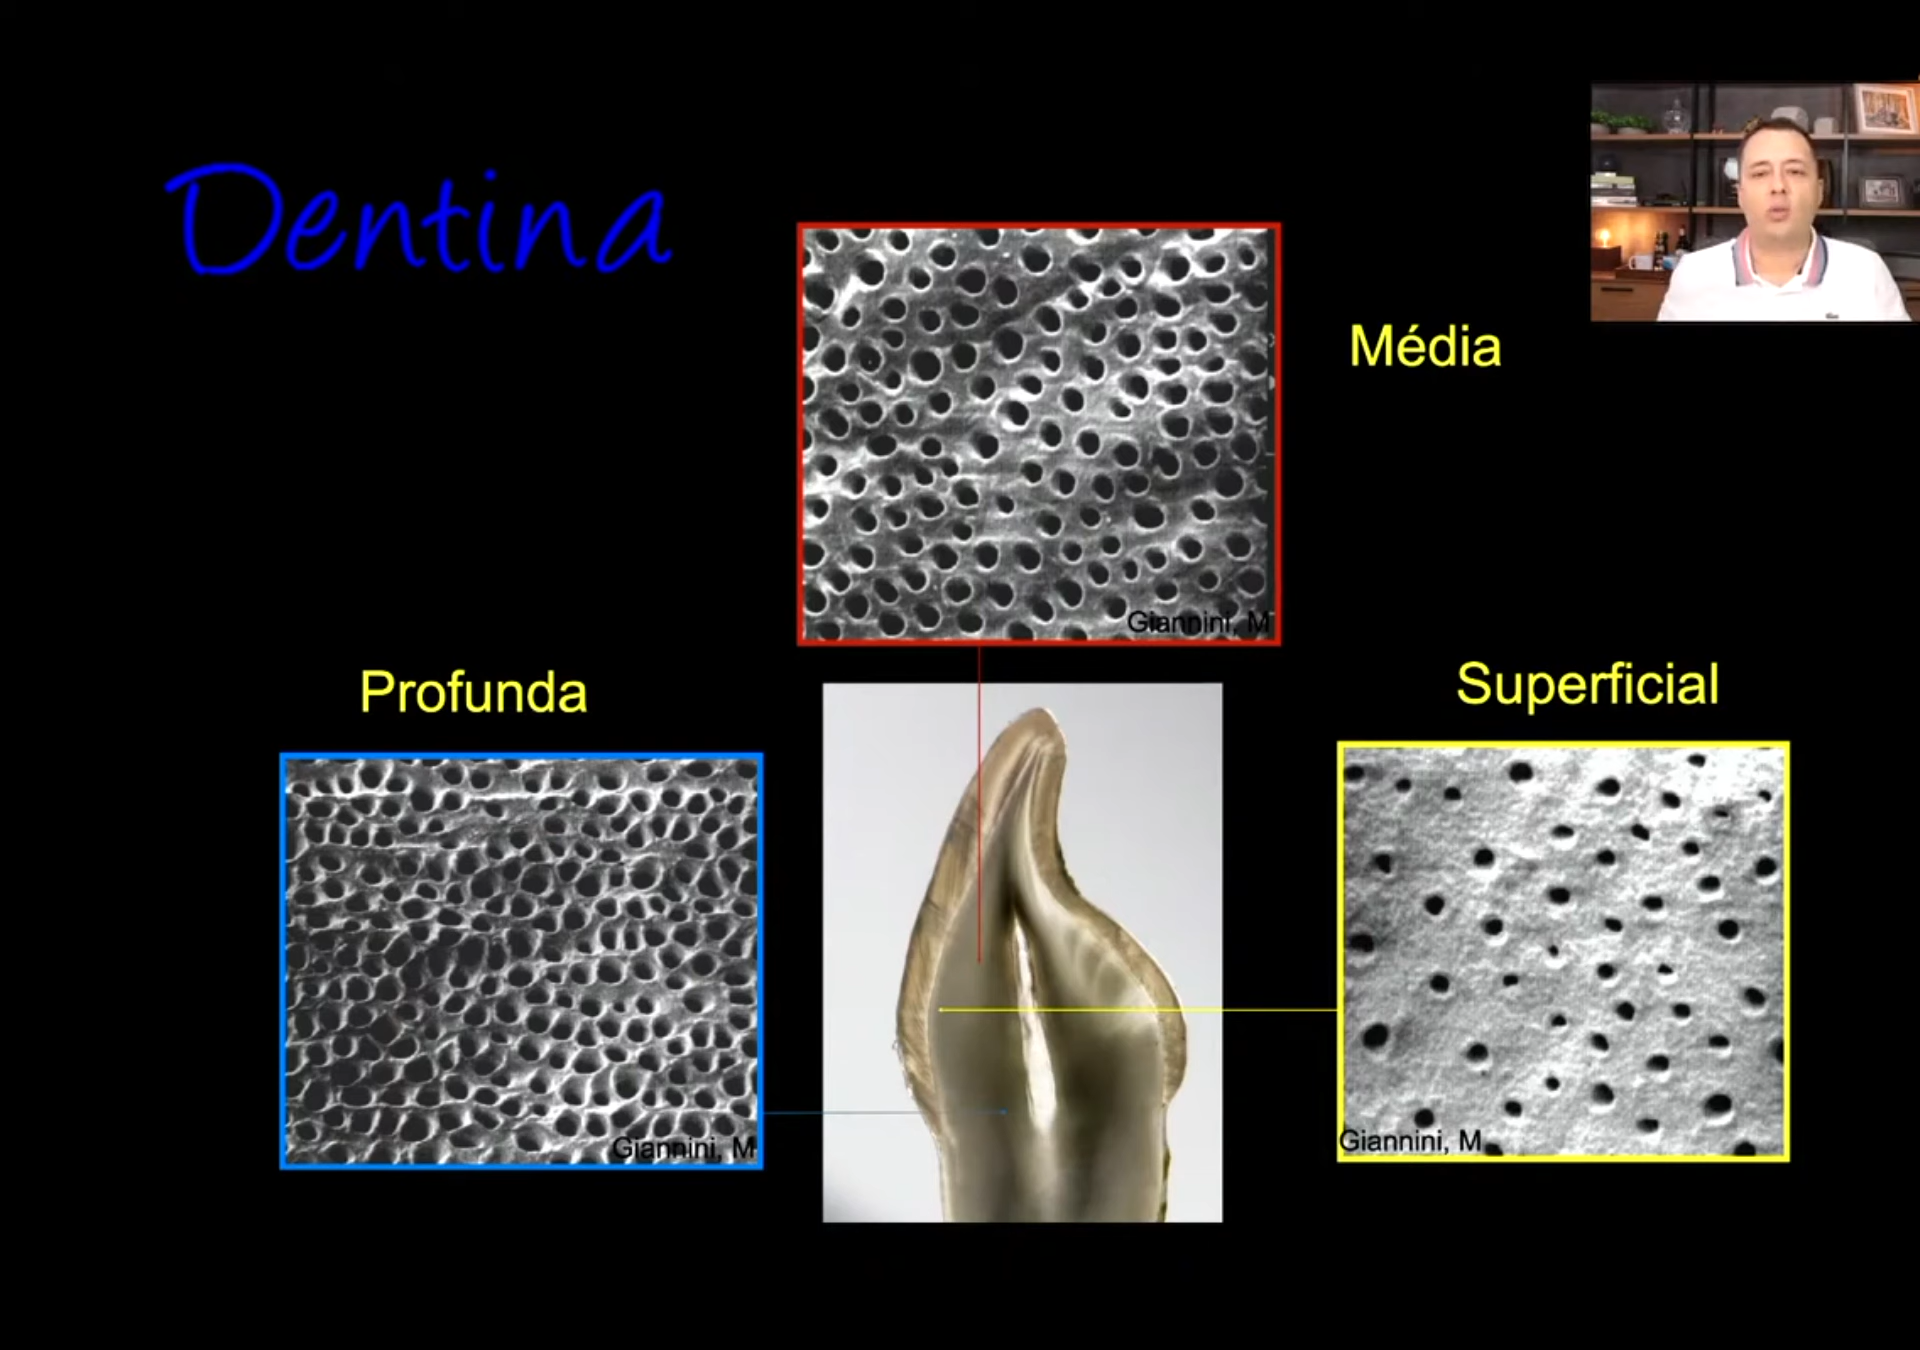 Dentina
Média
Giannini, M
Profunda
Superficial
Giannini, M
Giannini, M